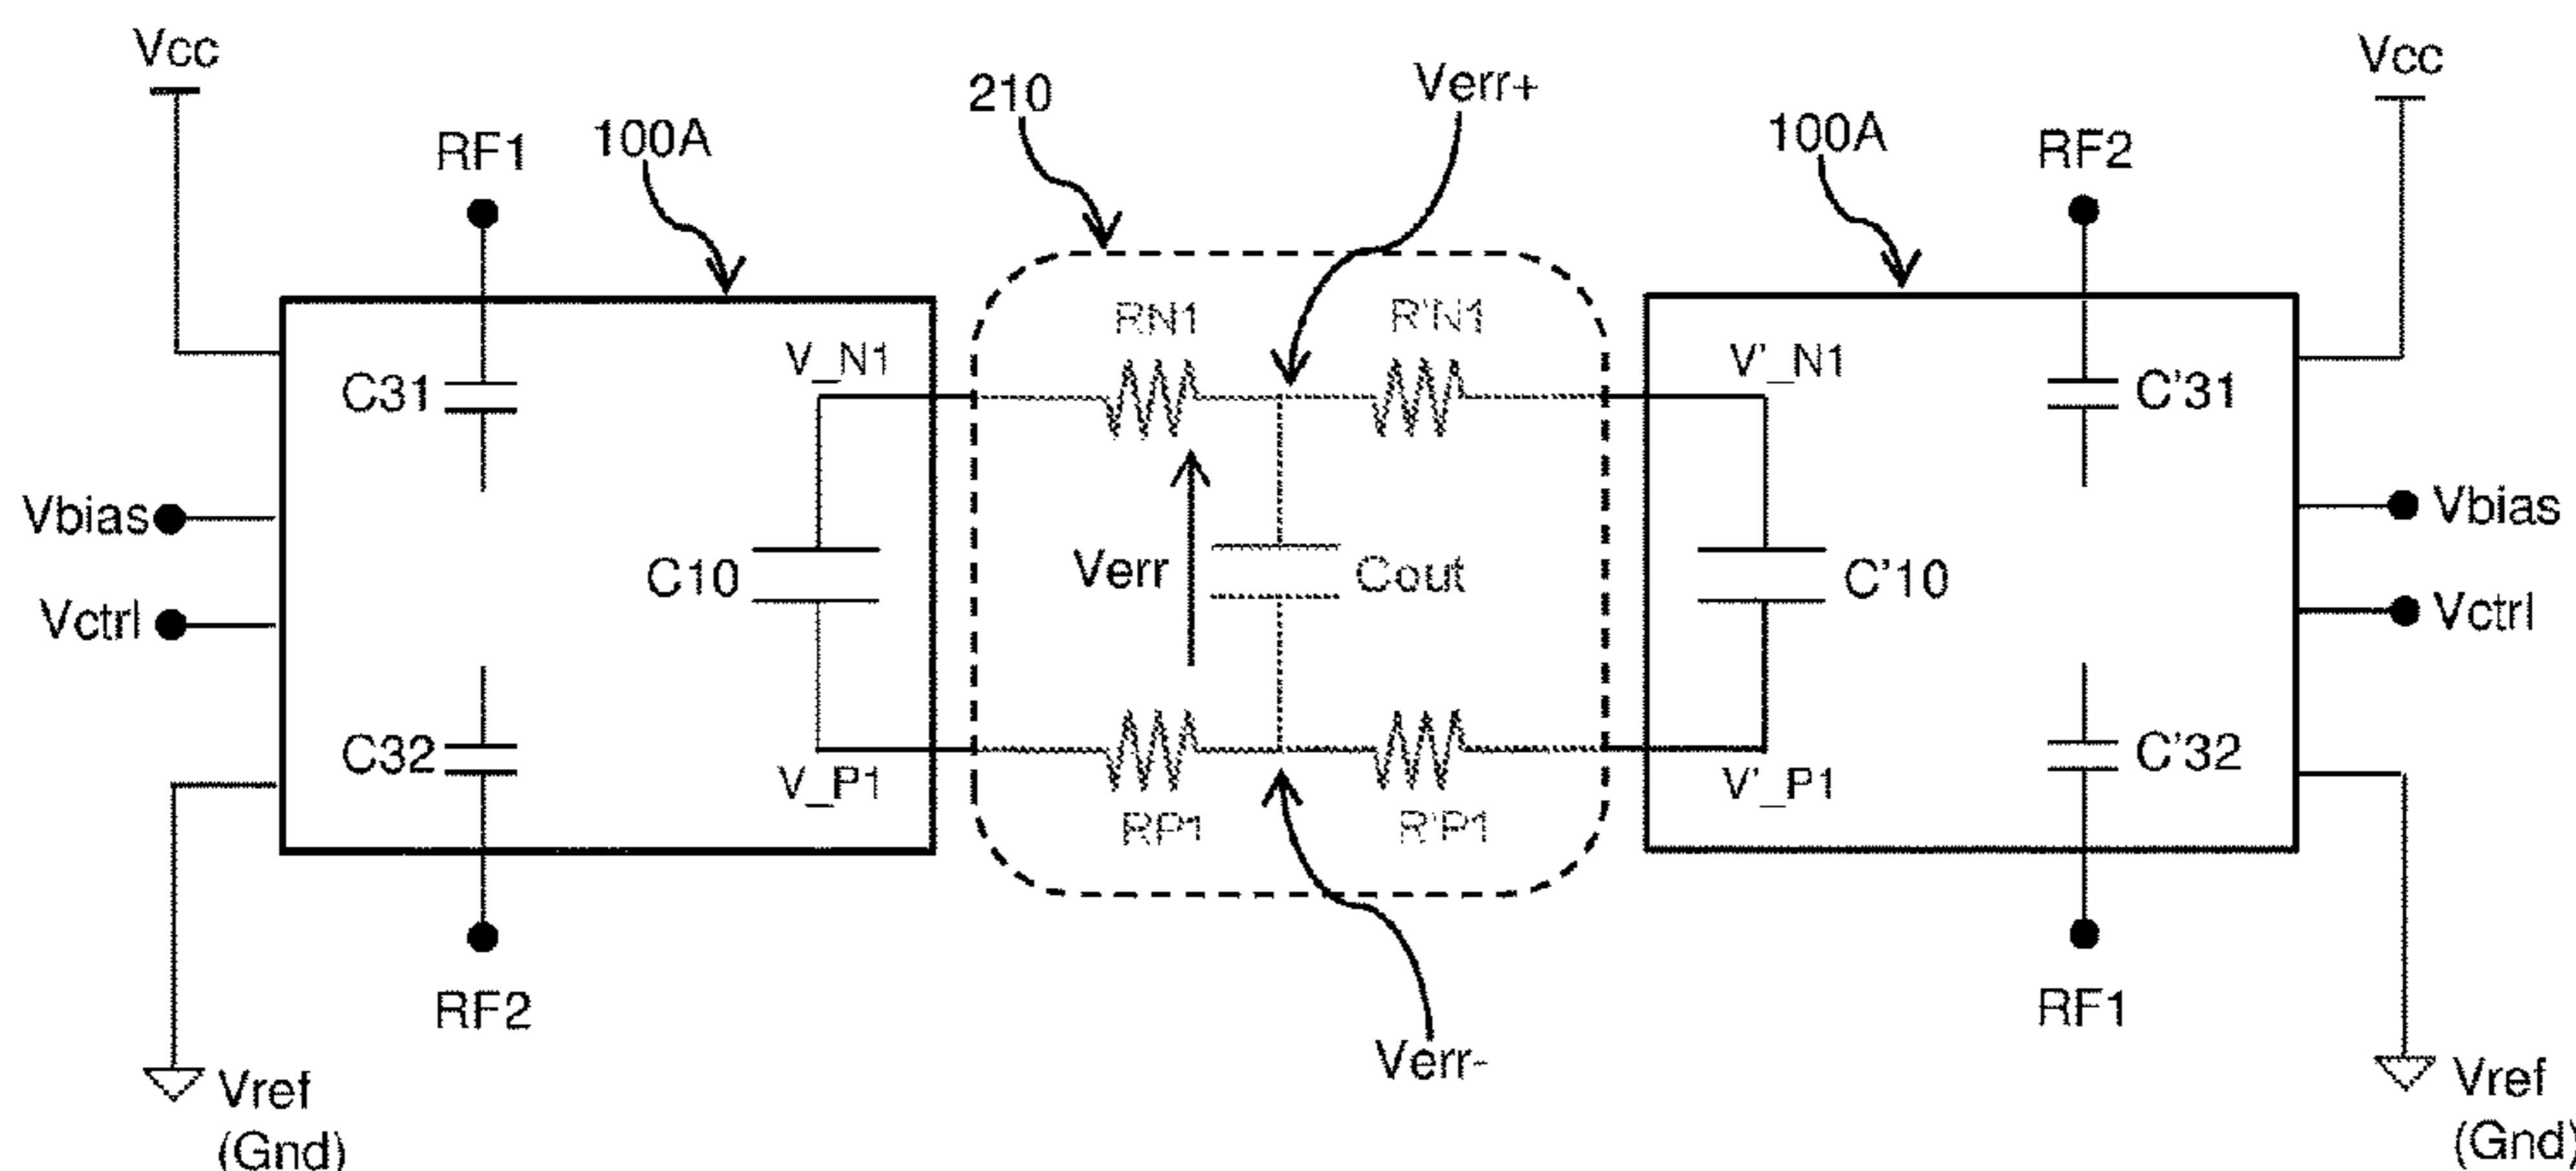 Vcc
Vcc
210
Verr+
RF1
100A
100A
RF2
RN1
R'N1
V_N1
V'_N1
C31
C'31
Vbias
Vbias
Verr
Cout
C10
C'10
Vctrl
Vctrl
C32
C'32
V_P1
V'_P1
RP1
R'P1
RF2
RF1
Verr-
Vref
(Gnd)
Vref
(Gnd)